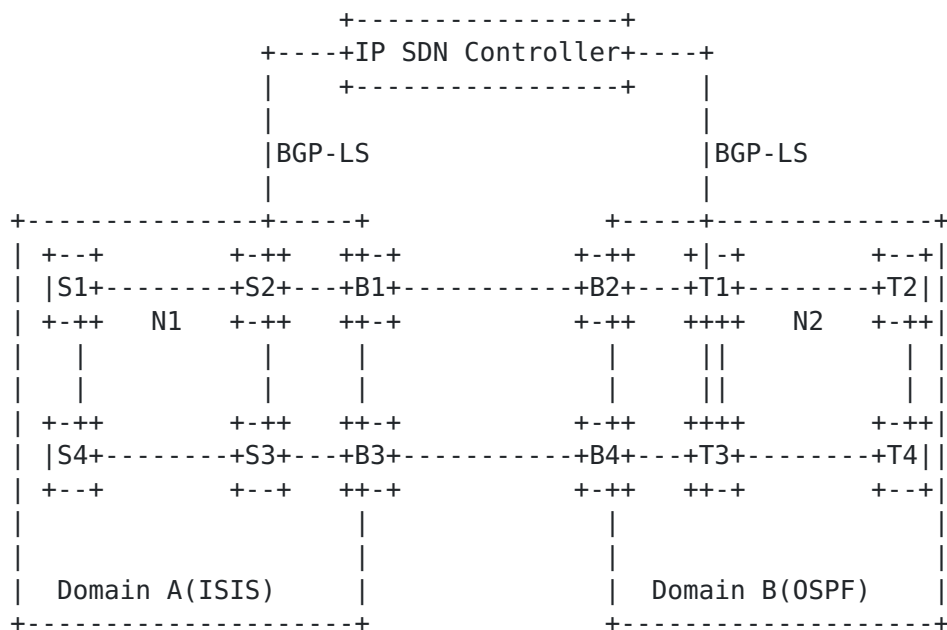 IP SDN Controller
BGP-LS BGP-LS
S1 S2 B1 B2 T1 T2
N1 N2
S4 S3 B3 B4 T3 T4
Domain A(ISIS) Domain B(OSPF)